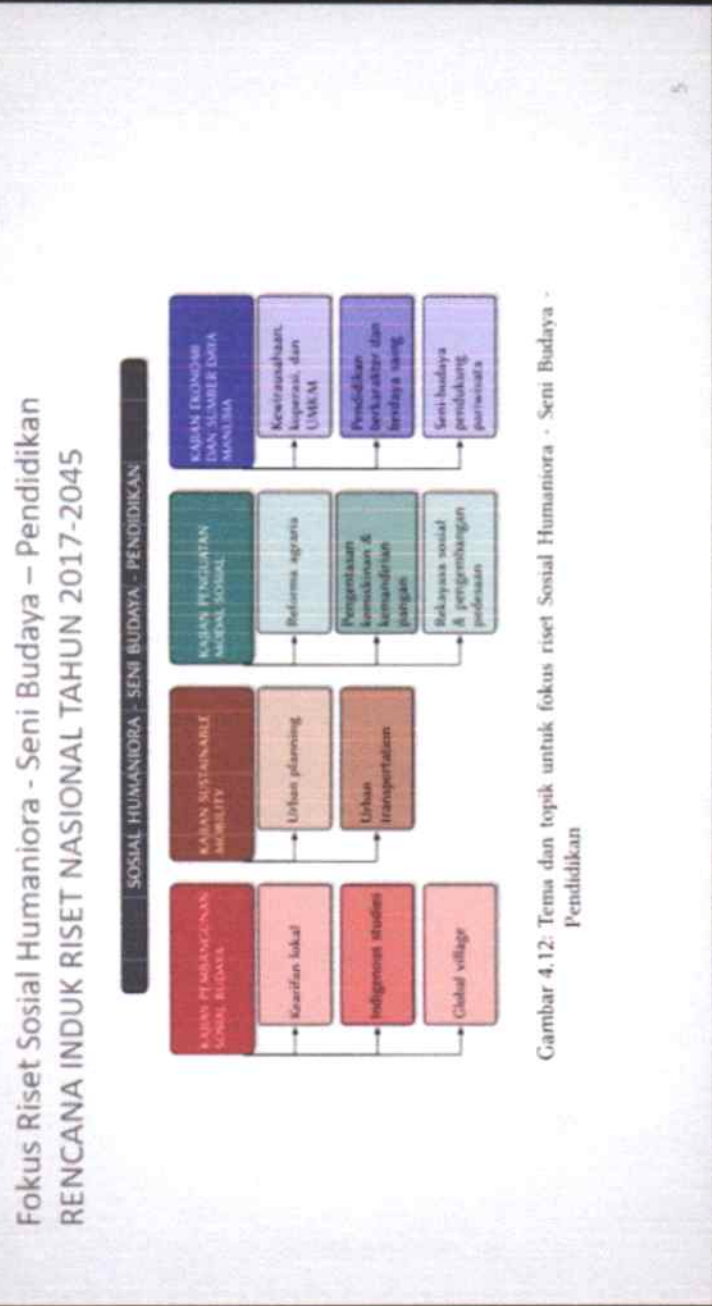 Fokus Riset Sosial Humaniora - Seni Budaya – Pendidikan
RENCANA INDUK RISET NASIONAL TAHUN 2017-2045
SOSIAL HUMANIORA - SENI BUDAYA - PENDIDIKAN
KAJIAN PEMBANGUNAN
SOSIAL BUDAYA
Kearifan lokal
Indigenous studies
Global village
KAJIAN SUSTAINABLE
MOBILITY
Urban planning
Urban
transportation
KAJIAN PENGUATAN
MODAL SOSIAL
Reforma agraria
Pengentasan
kemiskinan &
kemandirian
pangan
Rekayasa sosial
& pengembangan
pedesaan
KAJIAN EKONOMI
DAN SUMBER DAYA
MANUSIA
Kewirausahaan,
koperasi, dan
UMKM
Pendidikan
berkarakter dan
berdaya saing
Seni-budaya
pendukung
pariwisata
Gambar 4.12: Tema dan topik untuk fokus riset Sosial Humaniora - Seni Budaya -
Pendidikan
5